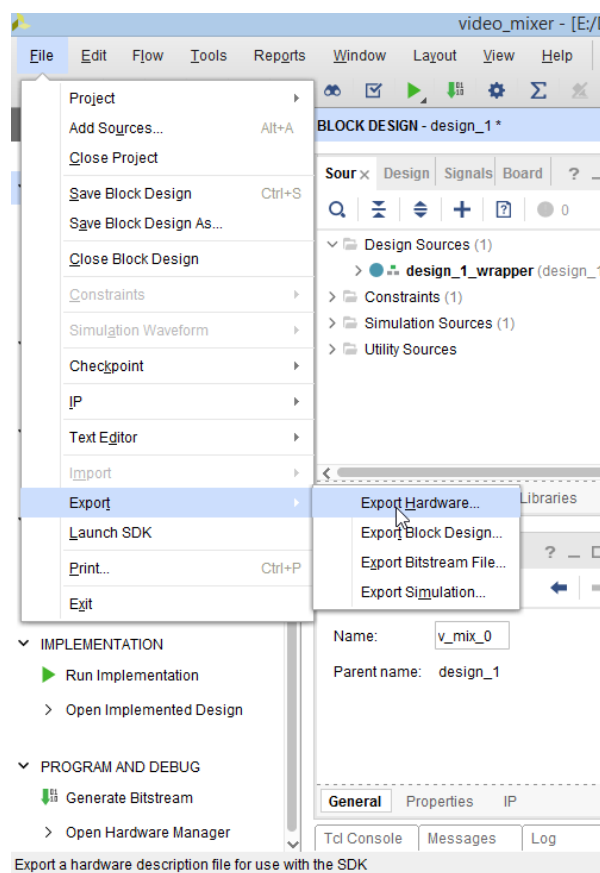 video_mixer - [E:/
File Edit Flow Tools Reports Window Layout View Help
Project
Add Sources... Alt+A
Close Project
Save Block Design Ctrl+S
Save Block Design As...
Close Block Design
Constraints
Simulation Waveform
Checkpoint
IP
Text Editor
Import
Export
Launch SDK
Print... Ctrl+P
Exit
Export Hardware...
Export Block Design...
Export Bitstream File...
Export Simulation...
BLOCK DESIGN - design_1 *
Sour × Design Signals Board ? _
0
Design Sources (1)
design_1_wrapper (design_1
Constraints (1)
Simulation Sources (1)
Utility Sources
Libraries
? _
Name: v_mix_0
Parent name: design_1
General Properties IP
Tcl Console Messages Log
IMPLEMENTATION
Run Implementation
Open Implemented Design
PROGRAM AND DEBUG
Generate Bitstream
Open Hardware Manager
Export a hardware description file for use with the SDK